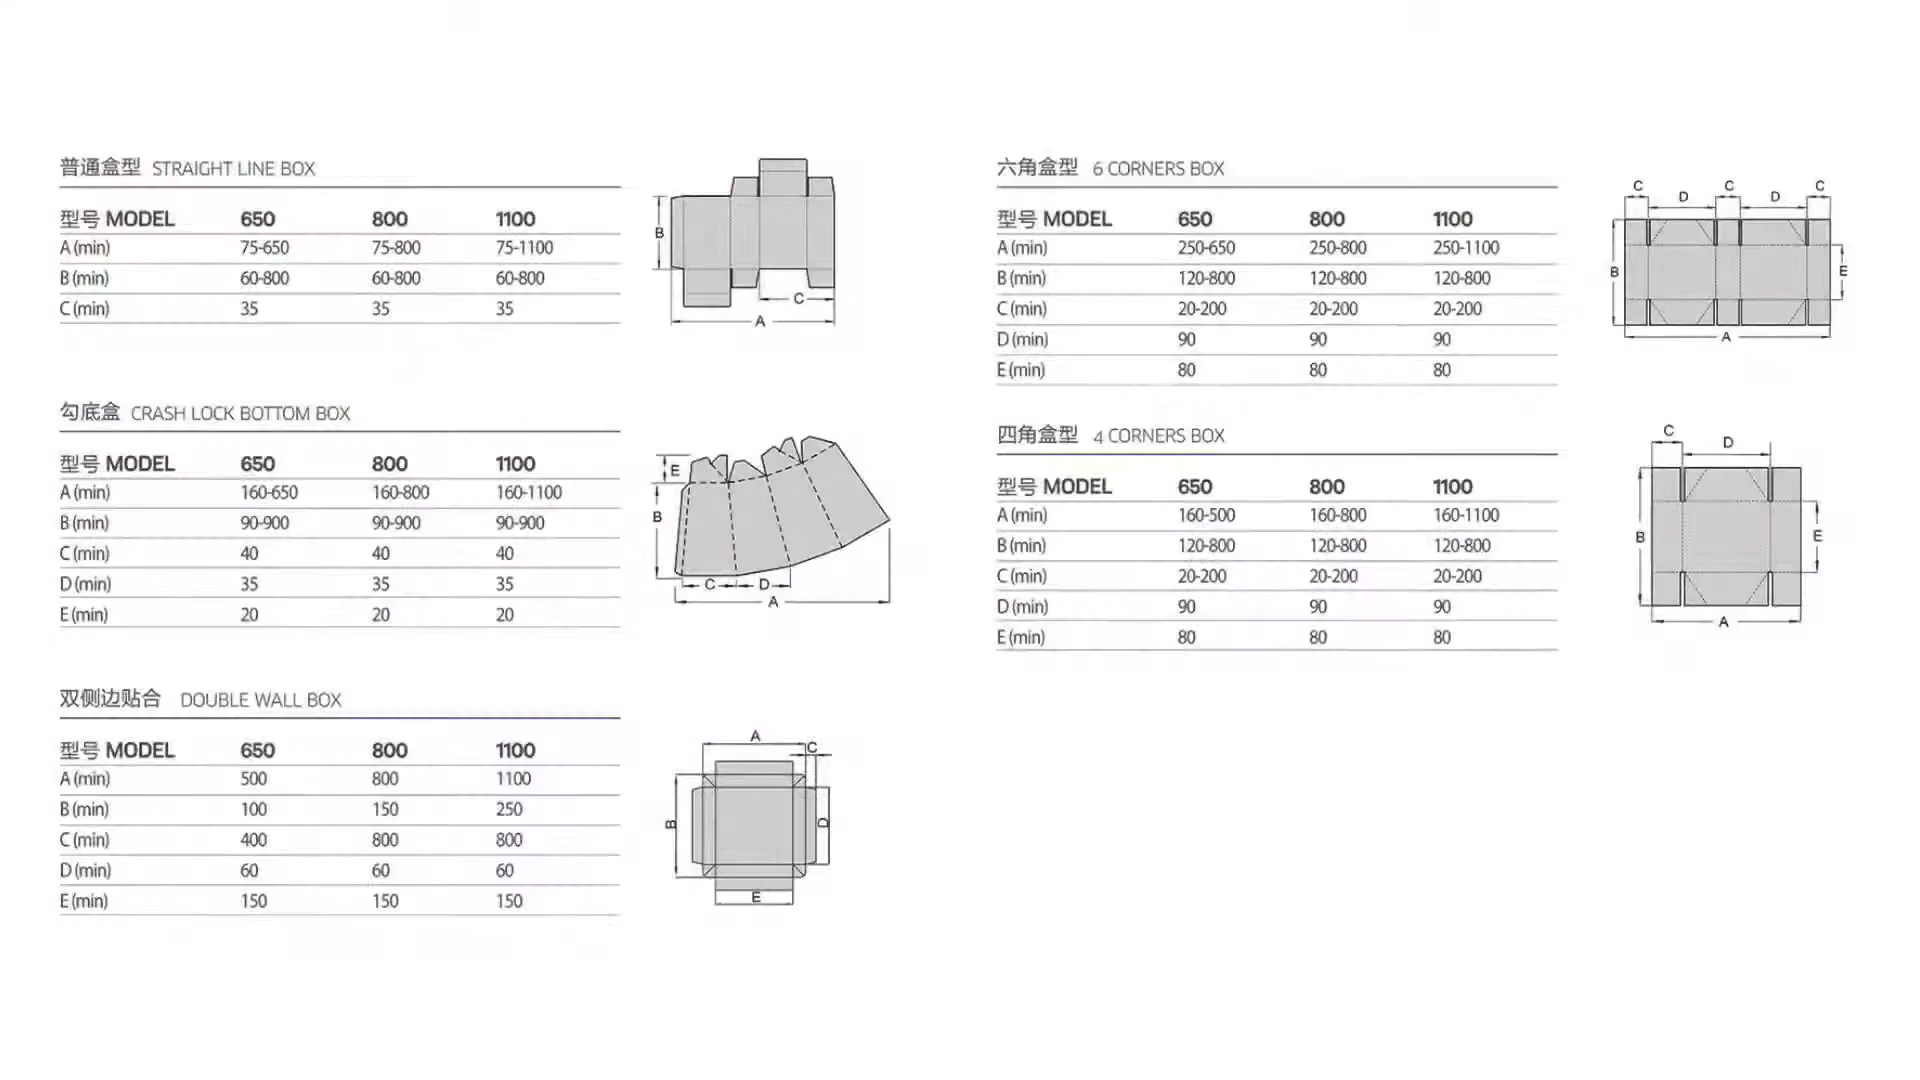 普通盒型 STRAIGHT LINE BOX
型号 MODEL 650 800 1100
A (min) 75-650 75-800 75-1100
B (min) 60-800 60-800 60-800
C (min) 35 35 35
B
C
A
勾底盒 CRASH LOCK BOTTOM BOX
型号 MODEL 650 800 1100
A (min) 160-650 160-800 160-1100
B (min) 90-900 90-900 90-900
C (min) 40 40 40
D (min) 35 35 35
E (min) 20 20 20
E
B
C D
A
双侧边贴合 DOUBLE WALL BOX
型号 MODEL 650 800 1100
A (min) 500 800 1100
B (min) 100 150 250
C (min) 400 800 800
D (min) 60 60 60
E (min) 150 150 150
A
C
B
D
E
六角盒型 6 CORNERS BOX
型号 MODEL 650 800 1100
A (min) 250-650 250-800 250-1100
B (min) 120-800 120-800 120-800
C (min) 20-200 20-200 20-200
D (min) 90 90 90
E (min) 80 80 80
C D C D C
B
E
A
四角盒型 4 CORNERS BOX
型号 MODEL 650 800 1100
A (min) 160-500 160-800 160-1100
B (min) 120-800 120-800 120-800
C (min) 20-200 20-200 20-200
D (min) 90 90 90
E (min) 80 80 80
C
D
B
E
A